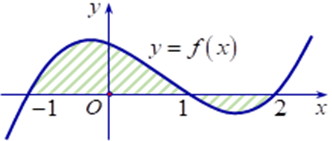 y
y = f(x)
-1 O 1 2 x